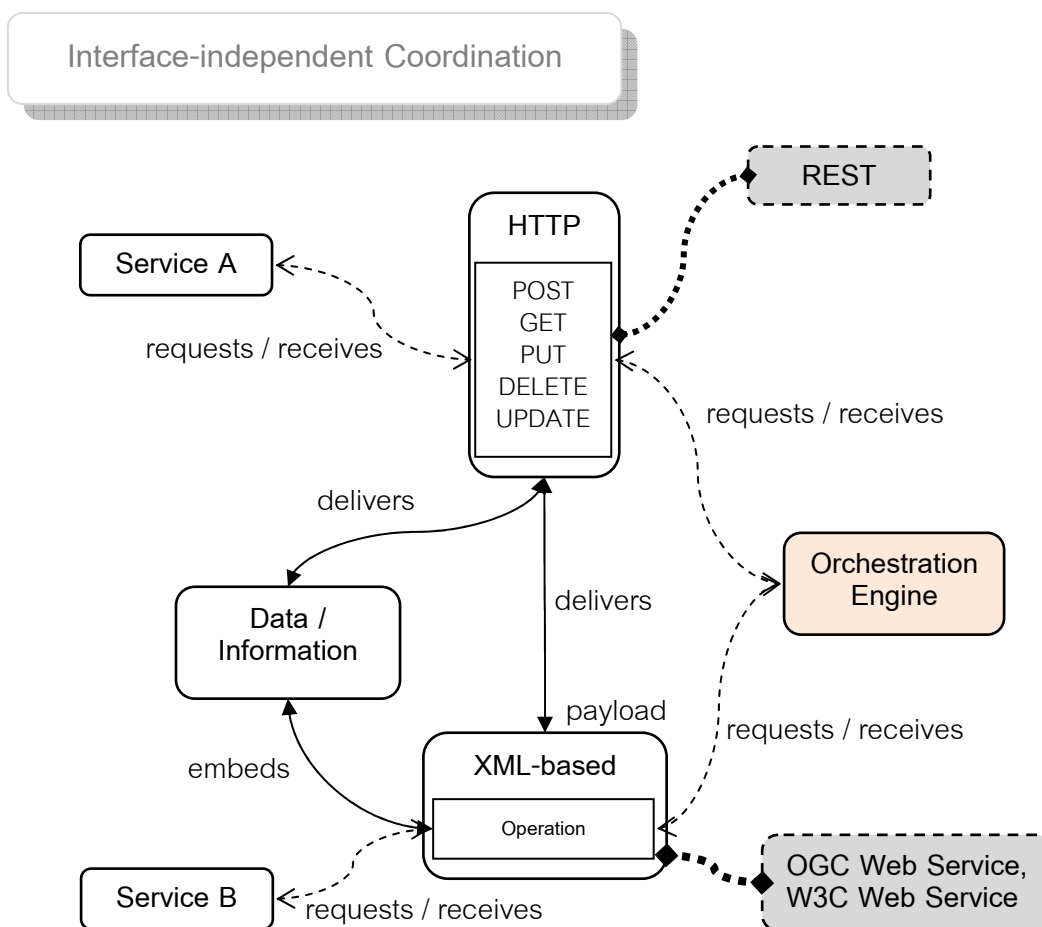 Interface-independent Coordination
REST
HTTP
Service A
POST
GET
PUT
DELETE
UPDATE
requests / receives
requests / receives
delivers
Orchestration
Engine
delivers
Data /
Information
payload
requests / receives
XML-based
embeds
Operation
OGC Web Service,
W3C Web Service
Service B
requests / receives